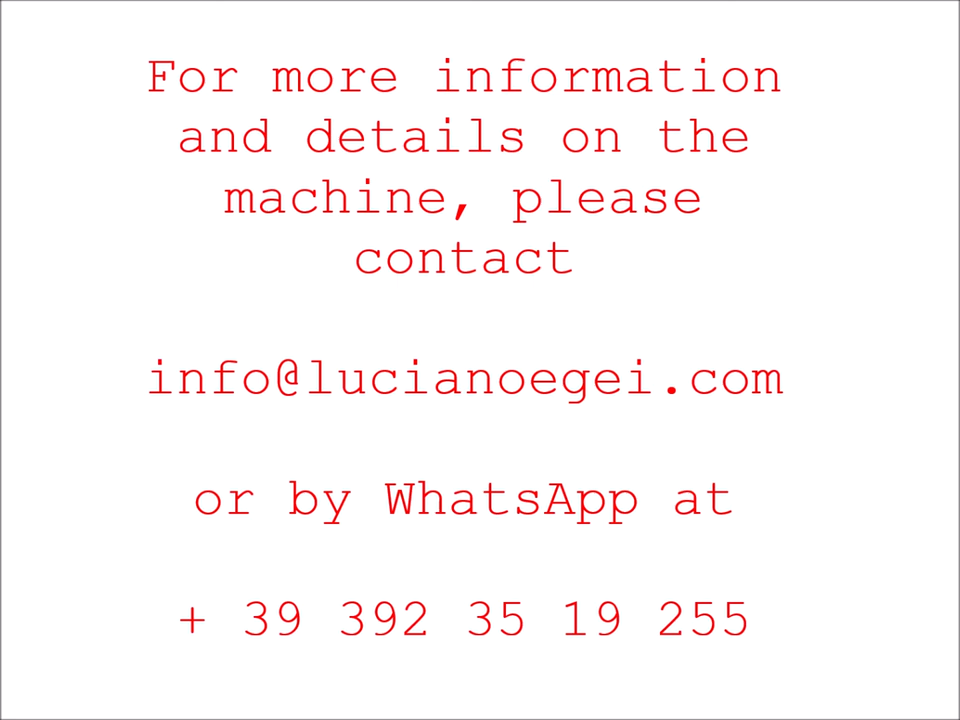 For more information
and details on the
machine, please
contact
info@lucianoegei.com
or by WhatsApp at
+ 39 392 35 19 255